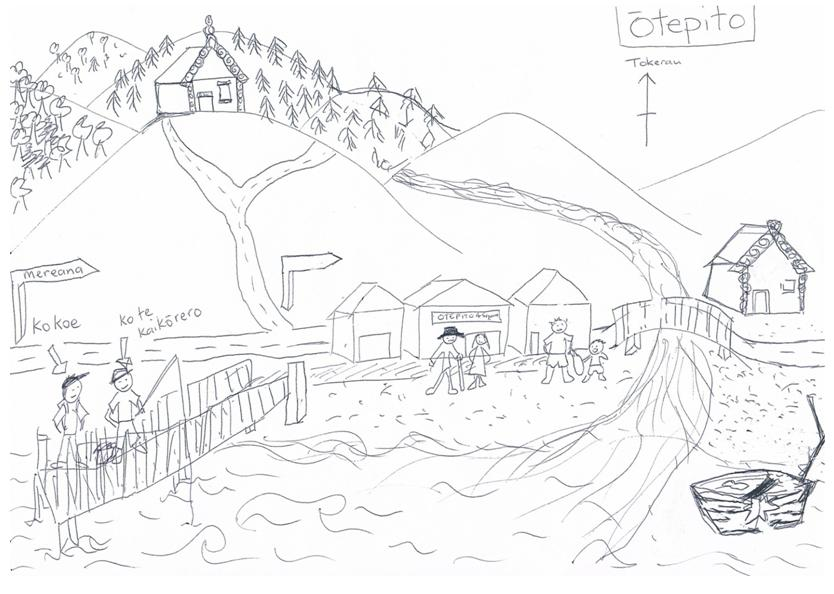 Ōtepito
Tokerau
mereana
ko koe
ko te
kaikōrero
ŌTEPITO